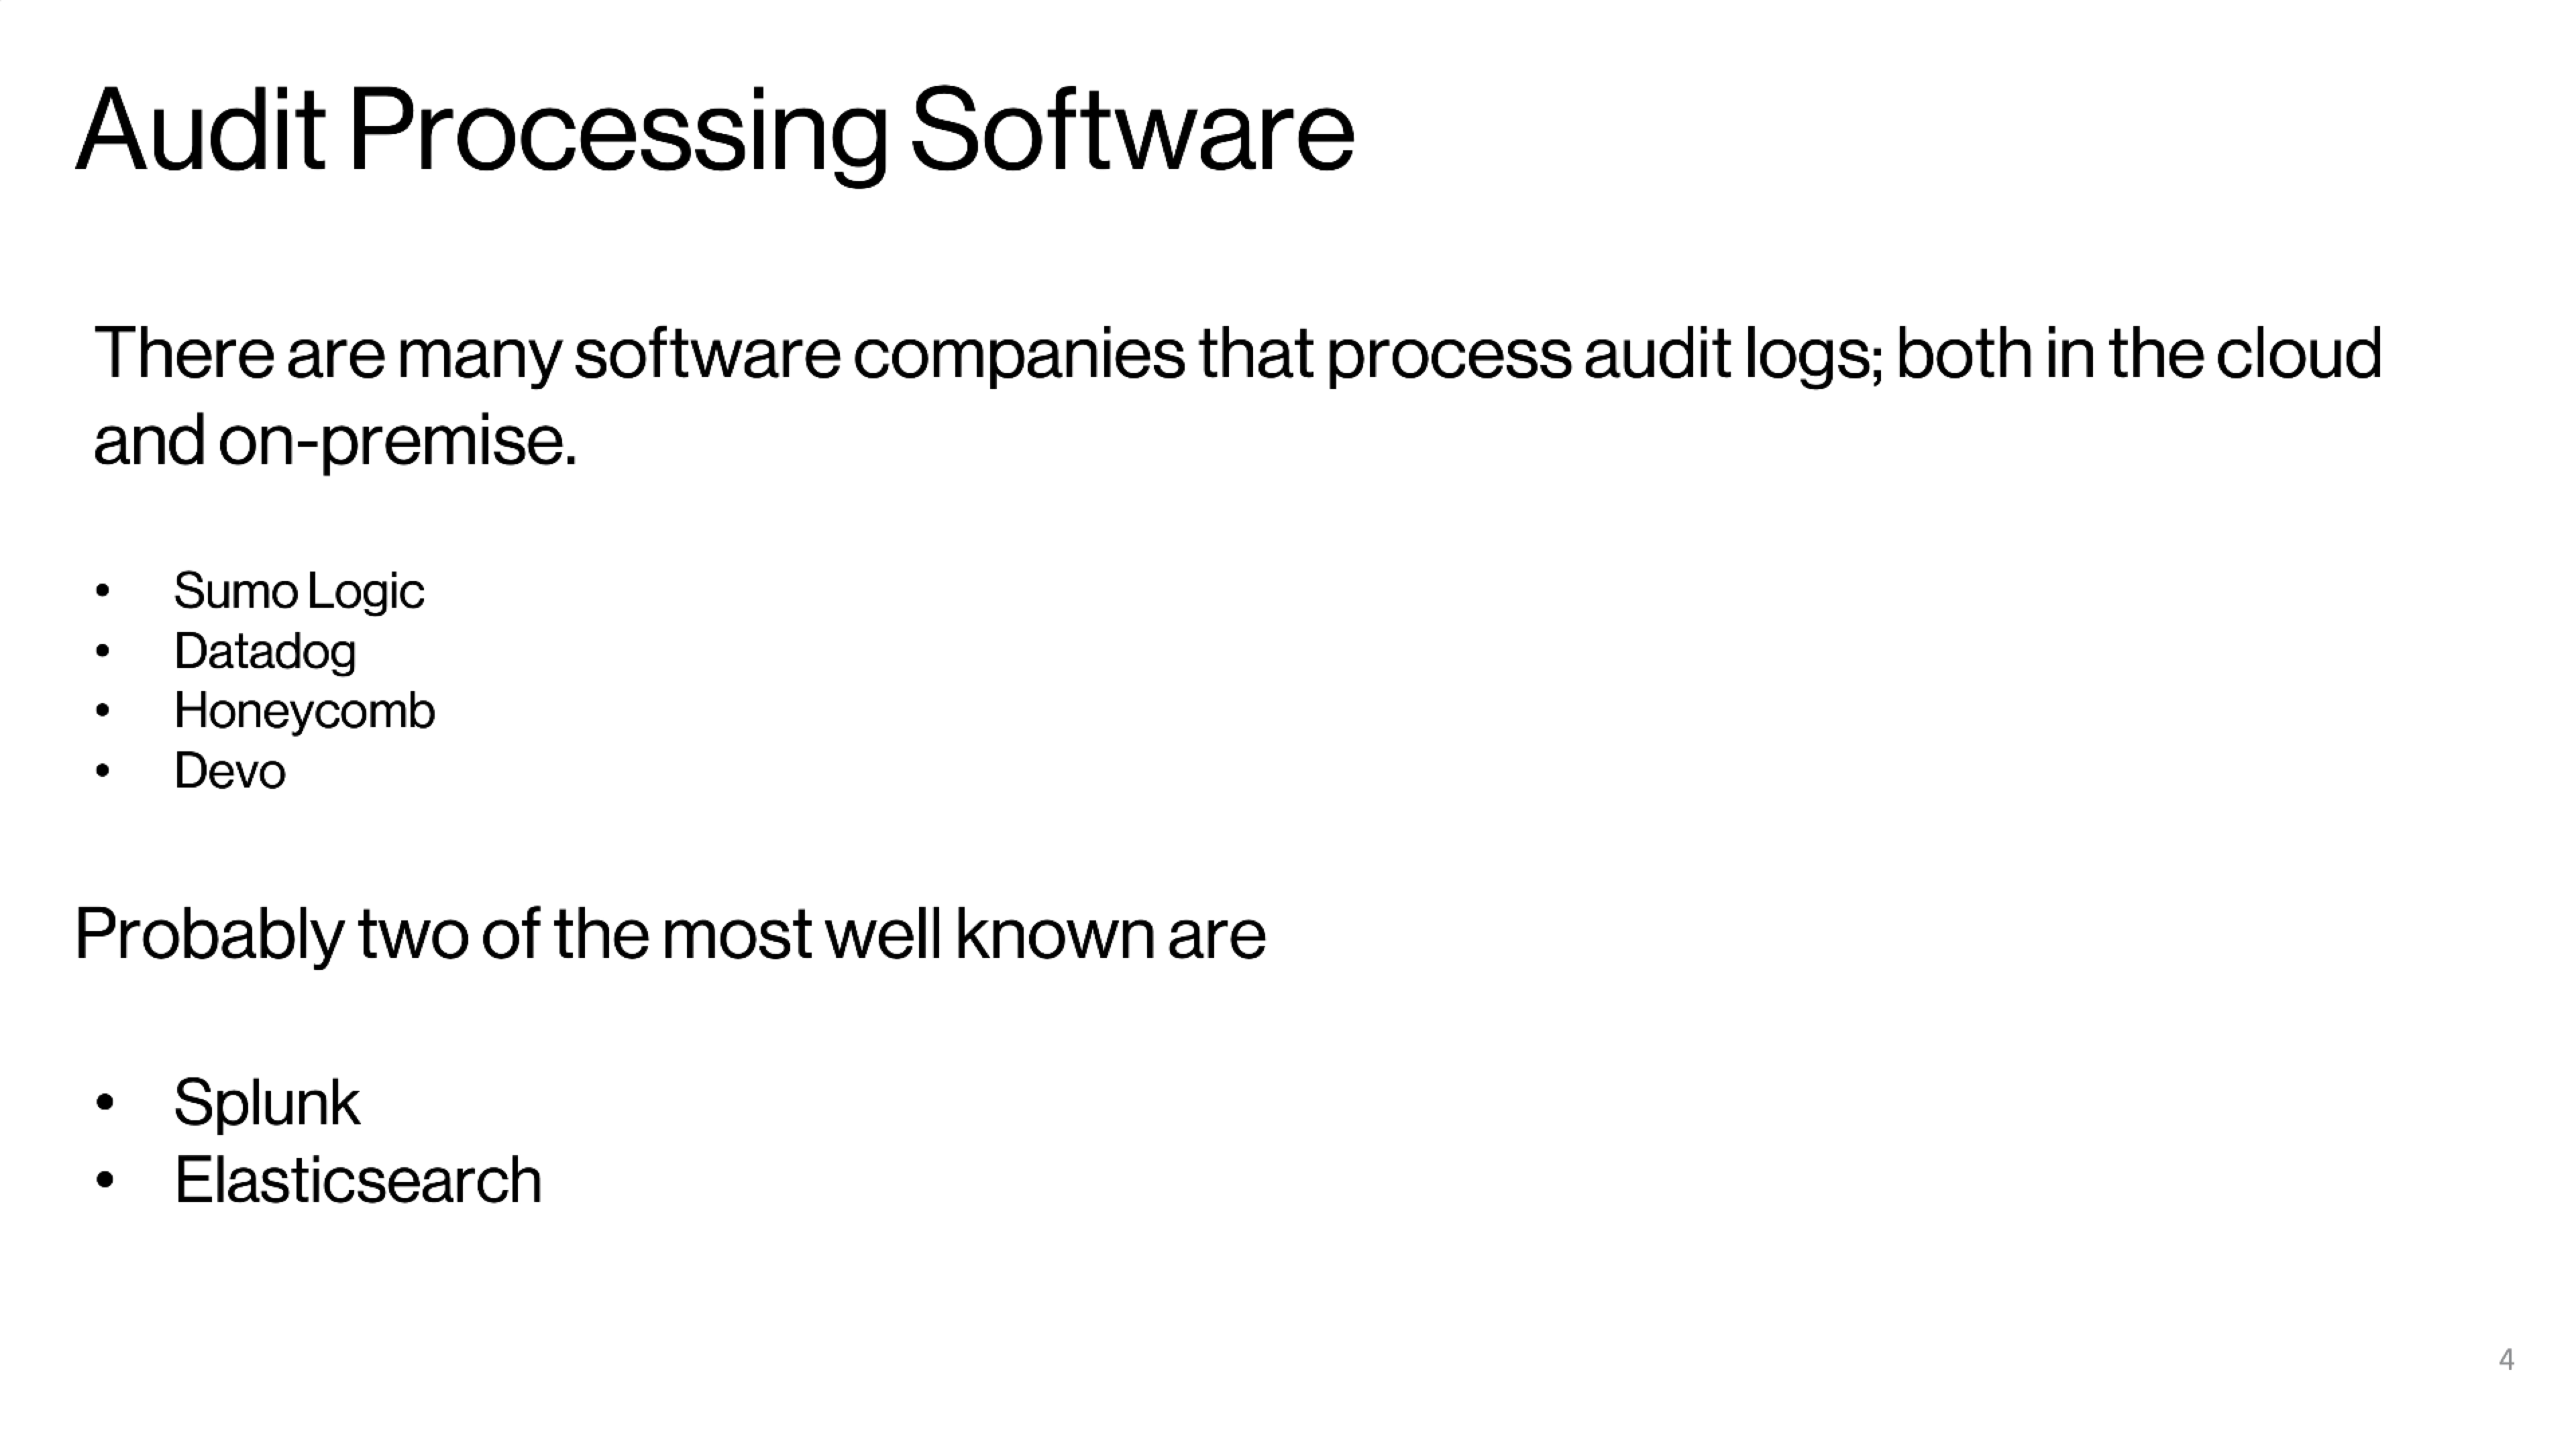 Audit Processing Software
There are many software companies that process audit logs; both in the cloud
and on-premise.
• Sumo Logic
• Datadog
• Honeycomb
• Devo
Probably two of the most well known are
• Splunk
• Elasticsearch
4